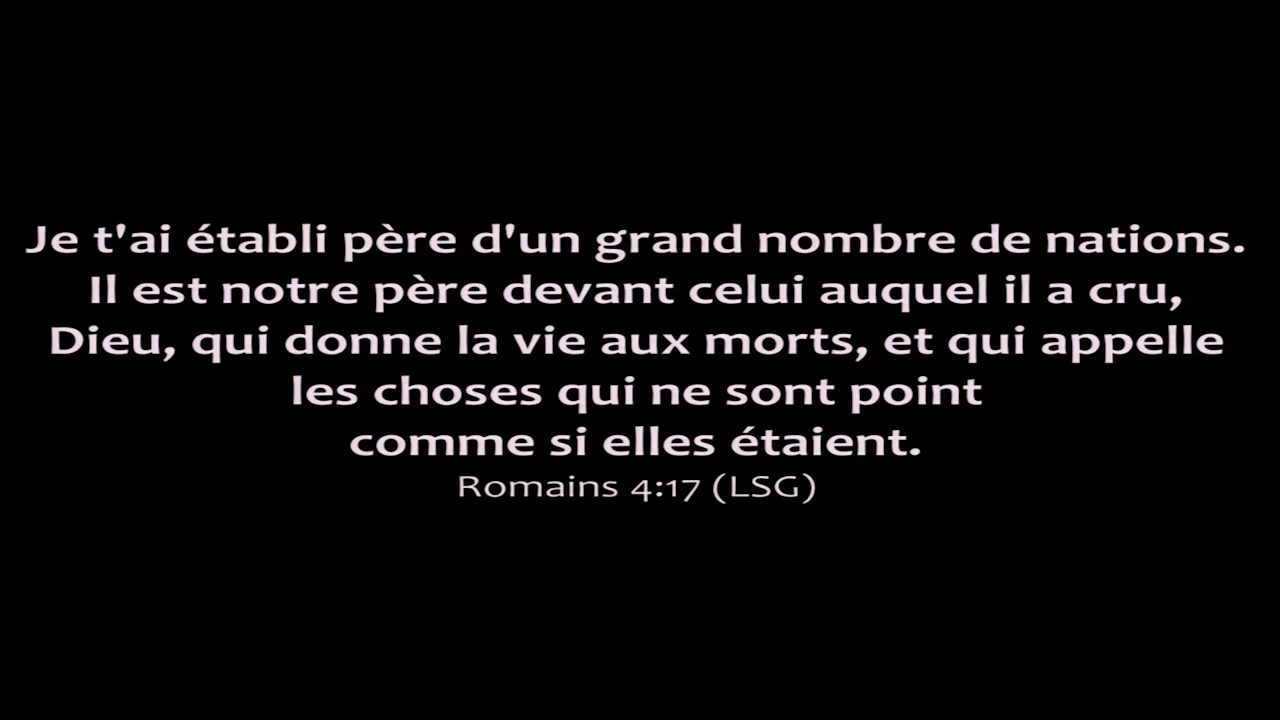 Je t'ai établi père d'un grand nombre de nations.
Il est notre père devant celui auquel il a cru,
Dieu, qui donne la vie aux morts, et qui appelle
les choses qui ne sont point
comme si elles étaient.
Romains 4:17 (LSG)